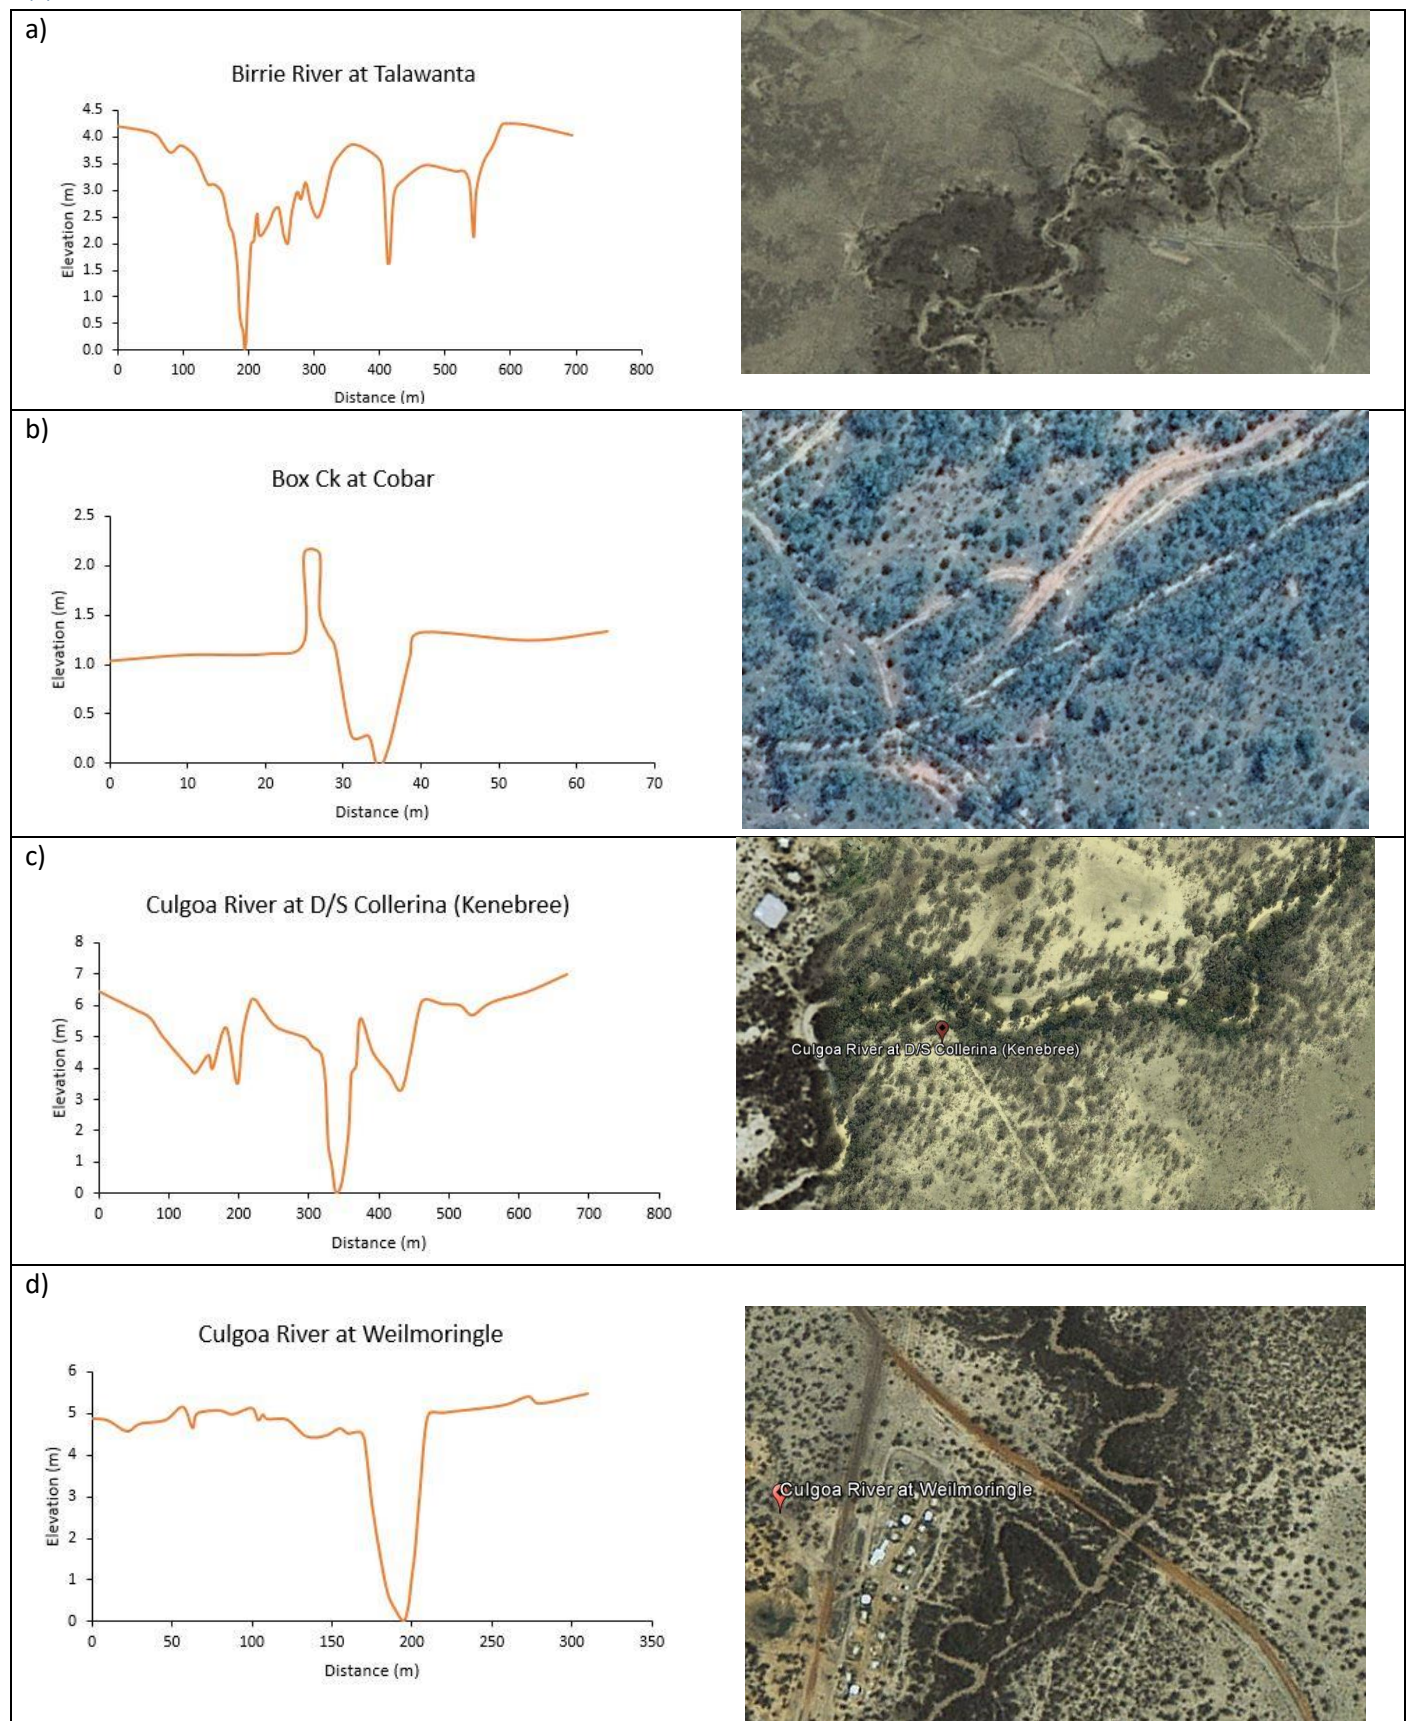 a)
Birrie River at Talawanta
4.5
4.0
3.5
3.0
2.5
2.0
1.5
1.0
0.5
0.0
Elevation (m)
0 100 200 300 400 500 600 700 800
Distance (m)
b)
Box Ck at Cobar
2.5
2.0
1.5
1.0
0.5
0.0
Elevation (m)
0 10 20 30 40 50 60 70
Distance (m)
c)
Culgoa River at D/S Collerina (Kenebree)
8
7
6
5
4
3
2
1
0
Elevation (m)
0 100 200 300 400 500 600 700 800
Distance (m)
Culgoa River at D/S Collerina (Kenebree)
d)
Culgoa River at Weilmoringle
6
5
4
3
2
1
0
Elevation (m)
0 50 100 150 200 250 300 350
Distance (m)
Culgoa River at Weilmoringle